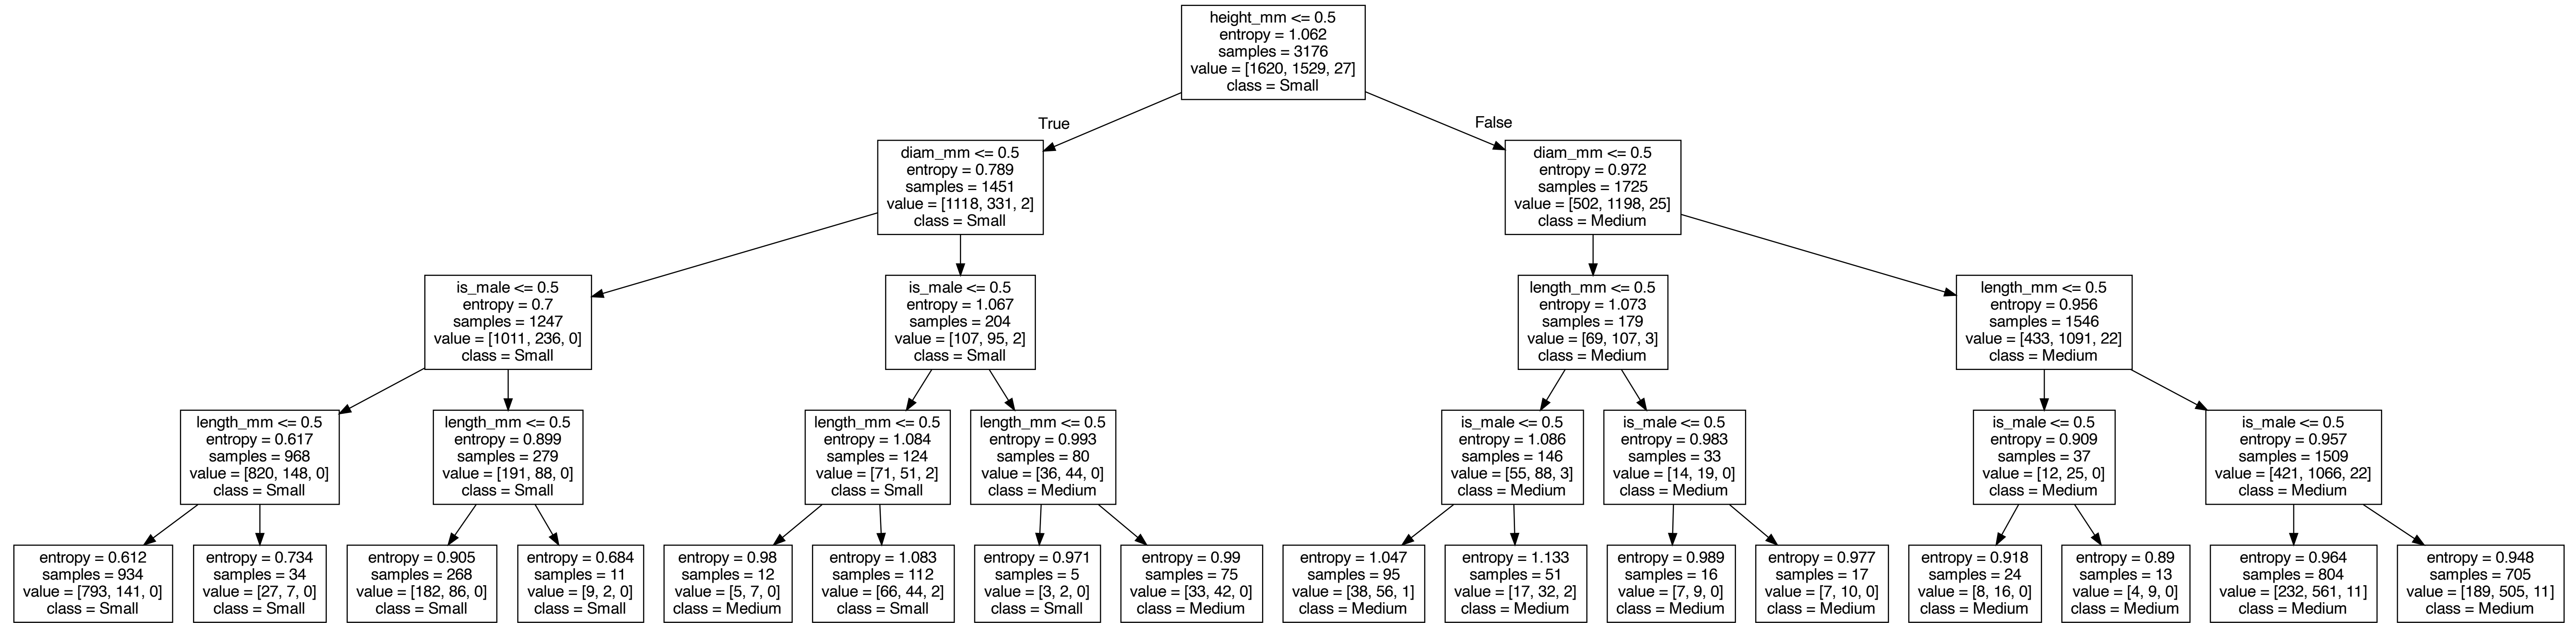 height_mm <= 0.5
entropy = 1.062
samples = 3176
value = [1620, 1529, 27]
class = Small
True
False
diam_mm <= 0.5
entropy = 0.789
samples = 1451
value = [1118, 331, 2]
class = Small
diam_mm <= 0.5
entropy = 0.972
samples = 1725
value = [502, 1198, 25]
class = Medium
is_male <= 0.5
entropy = 0.7
samples = 1247
value = [1011, 236, 0]
class = Small
is_male <= 0.5
entropy = 1.067
samples = 204
value = [107, 95, 2]
class = Small
length_mm <= 0.5
entropy = 1.073
samples = 179
value = [69, 107, 3]
class = Medium
length_mm <= 0.5
entropy = 0.956
samples = 1546
value = [433, 1091, 22]
class = Medium
length_mm <= 0.5
entropy = 0.617
samples = 968
value = [820, 148, 0]
class = Small
length_mm <= 0.5
entropy = 0.899
samples = 279
value = [191, 88, 0]
class = Small
length_mm <= 0.5
entropy = 1.084
samples = 124
value = [71, 51, 2]
class = Small
length_mm <= 0.5
entropy = 0.993
samples = 80
value = [36, 44, 0]
class = Medium
is_male <= 0.5
entropy = 1.086
samples = 146
value = [55, 88, 3]
class = Medium
is_male <= 0.5
entropy = 0.983
samples = 33
value = [14, 19, 0]
class = Medium
is_male <= 0.5
entropy = 0.909
samples = 37
value = [12, 25, 0]
class = Medium
is_male <= 0.5
entropy = 0.957
samples = 1509
value = [421, 1066, 22]
class = Medium
entropy = 0.612
samples = 934
value = [793, 141, 0]
class = Small
entropy = 0.734
samples = 34
value = [27, 7, 0]
class = Small
entropy = 0.905
samples = 268
value = [182, 86, 0]
class = Small
entropy = 0.684
samples = 11
value = [9, 2, 0]
class = Small
entropy = 0.98
samples = 12
value = [5, 7, 0]
class = Medium
entropy = 1.083
samples = 112
value = [66, 44, 2]
class = Small
entropy = 0.971
samples = 5
value = [3, 2, 0]
class = Small
entropy = 0.99
samples = 75
value = [33, 42, 0]
class = Medium
entropy = 1.047
samples = 95
value = [38, 56, 1]
class = Medium
entropy = 1.133
samples = 51
value = [17, 32, 2]
class = Medium
entropy = 0.989
samples = 16
value = [7, 9, 0]
class = Medium
entropy = 0.977
samples = 17
value = [7, 10, 0]
class = Medium
entropy = 0.918
samples = 24
value = [8, 16, 0]
class = Medium
entropy = 0.89
samples = 13
value = [4, 9, 0]
class = Medium
entropy = 0.964
samples = 804
value = [232, 561, 11]
class = Medium
entropy = 0.948
samples = 705
value = [189, 505, 11]
class = Medium